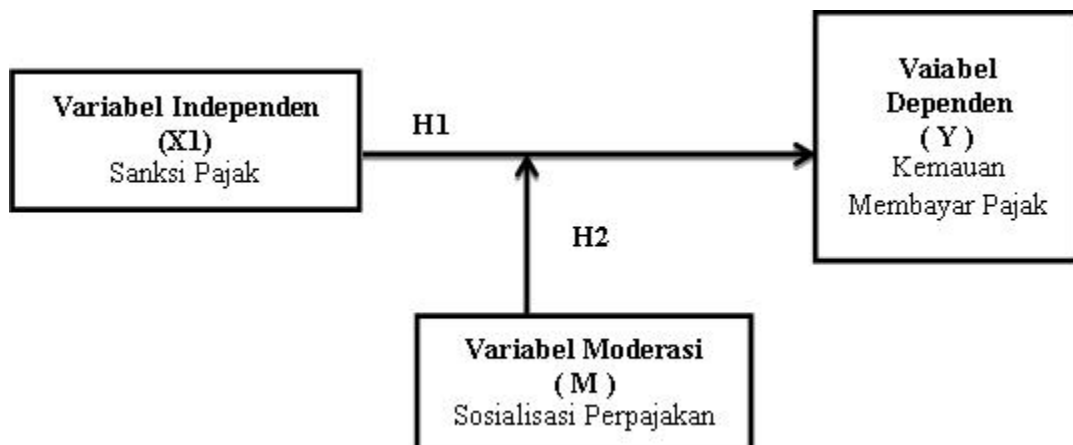 Variabel Independen
(X1)
Sanksi Pajak
H1
Vaiabel
Dependen
( Y )
Kemauan
Membayar Pajak
H2
Variabel Moderasi
( M )
Sosialisasi Perpajakan